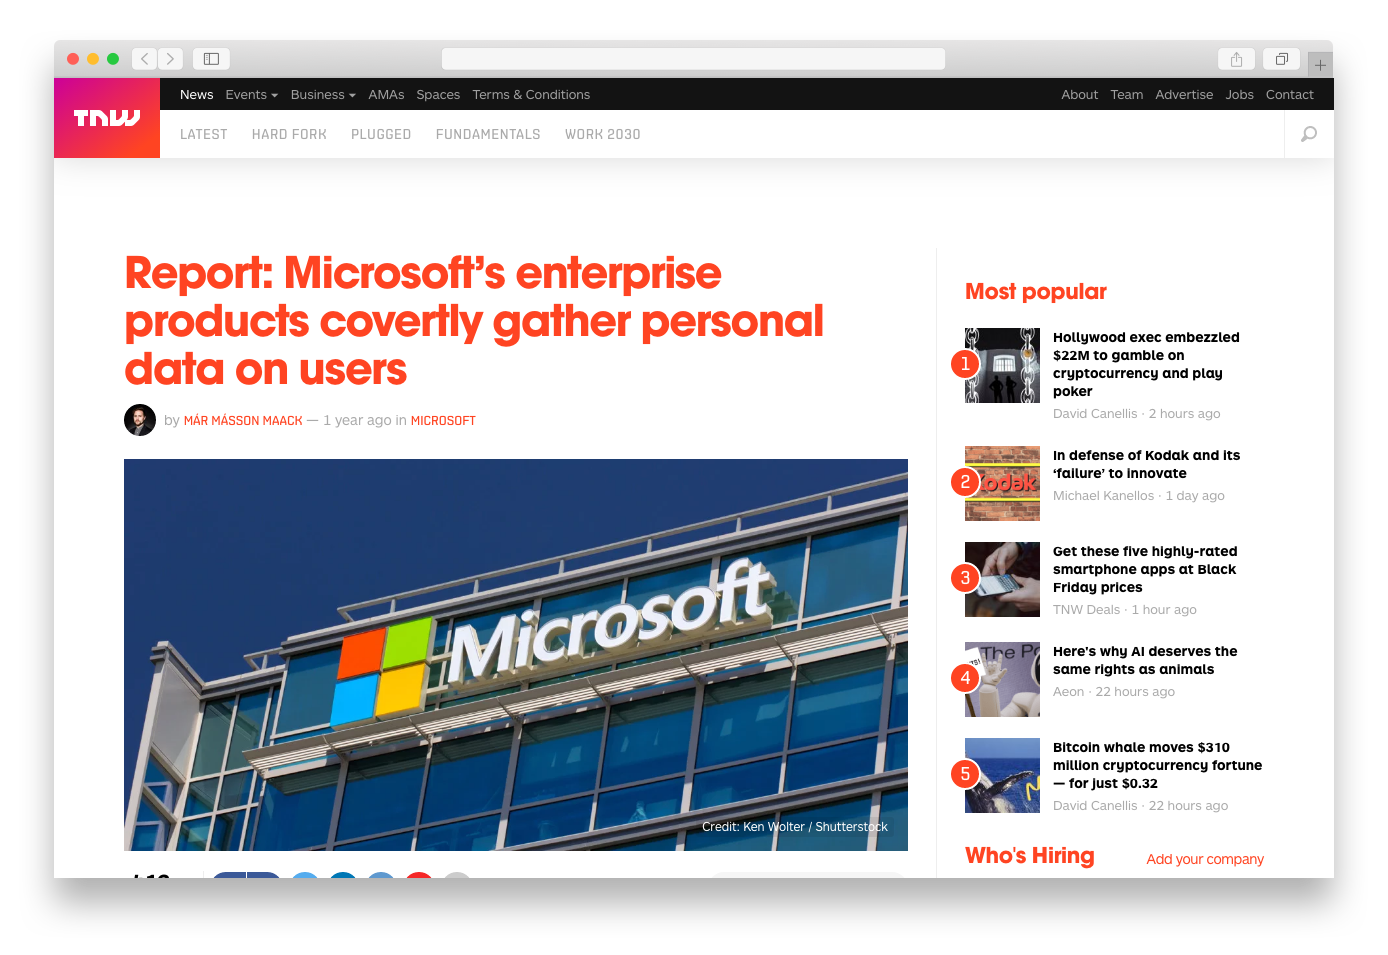 TNW
News Events Business AMAs Spaces Terms & Conditions
About Team Advertise Jobs Contact
LATEST HARD FORK PLUGGED FUNDAMENTALS WORK 2030
Report: Microsoft’s enterprise
products covertly gather personal
data on users
by MÁR MÁSSON MAACK — 1 year ago in MICROSOFT
Microsoft
Credit: Ken Wolter / Shutterstock
Most popular
1
Hollywood exec embezzled
$22M to gamble on
cryptocurrency and play
poker
David Canellis · 2 hours ago
Kodak
2
In defense of Kodak and its
‘failure’ to innovate
Michael Kanellos · 1 day ago
3
Get these five highly-rated
smartphone apps at Black
Friday prices
TNW Deals · 1 hour ago
The
4
Here's why AI deserves the
same rights as animals
Aeon · 22 hours ago
5
Bitcoin whale moves $310
million cryptocurrency fortune
— for just $0.32
David Canellis · 22 hours ago
Who's Hiring
Add your company